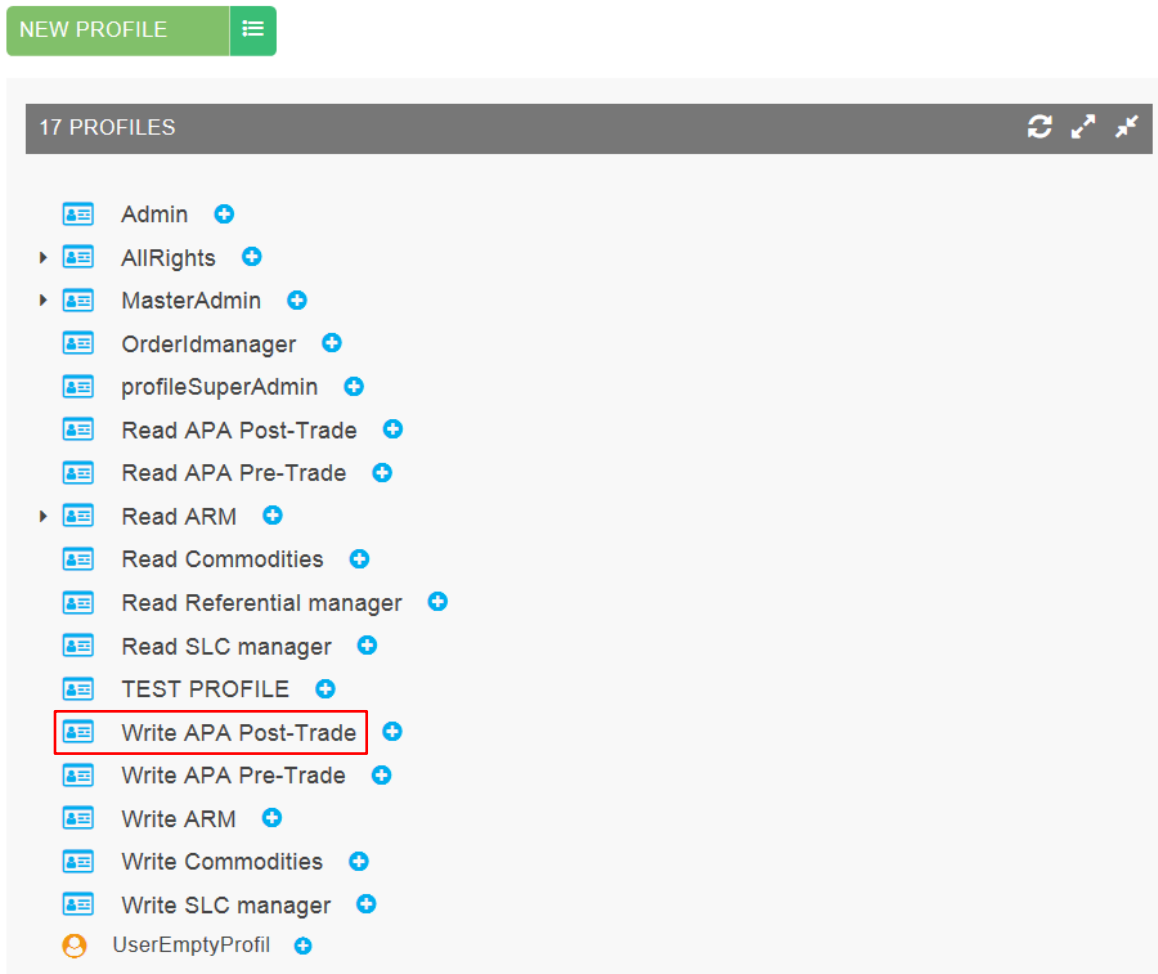 NEW PROFILE
17 PROFILES
Admin
AllRights
MasterAdmin
OrderIdmanager
profileSuperAdmin
Read APA Post-Trade
Read APA Pre-Trade
Read ARM
Read Commodities
Read Referential manager
Read SLC manager
TEST PROFILE
Write APA Post-Trade
Write APA Pre-Trade
Write ARM
Write Commodities
Write SLC manager
UserEmptyProfil